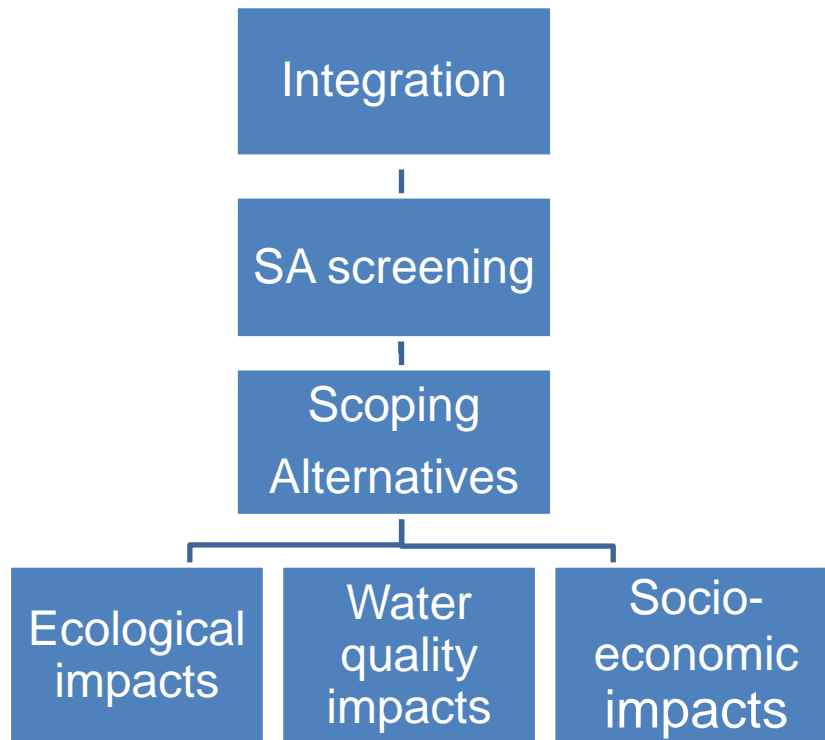 Integration
SA screening
Scoping
Alternatives
Ecological
impacts
Water
quality
impacts
Socio-
economic
impacts